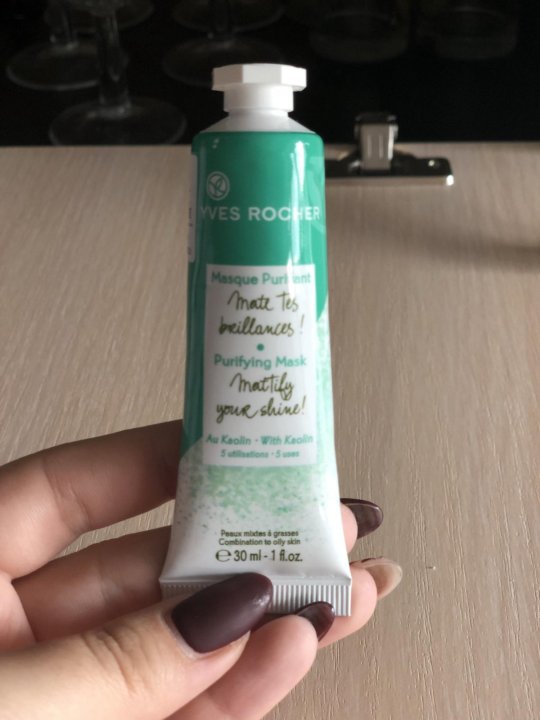 YVES ROCHER
Masque Purifiant
Mate Tes
brillances !
Purifying Mask
Mattify
your shine!
Au Kaolin · With Kaolin
5 utilisations · 5 uses
Peaux mixtes à grasses
Combination to oily skin
℮ 30 ml - 1 fl.oz.